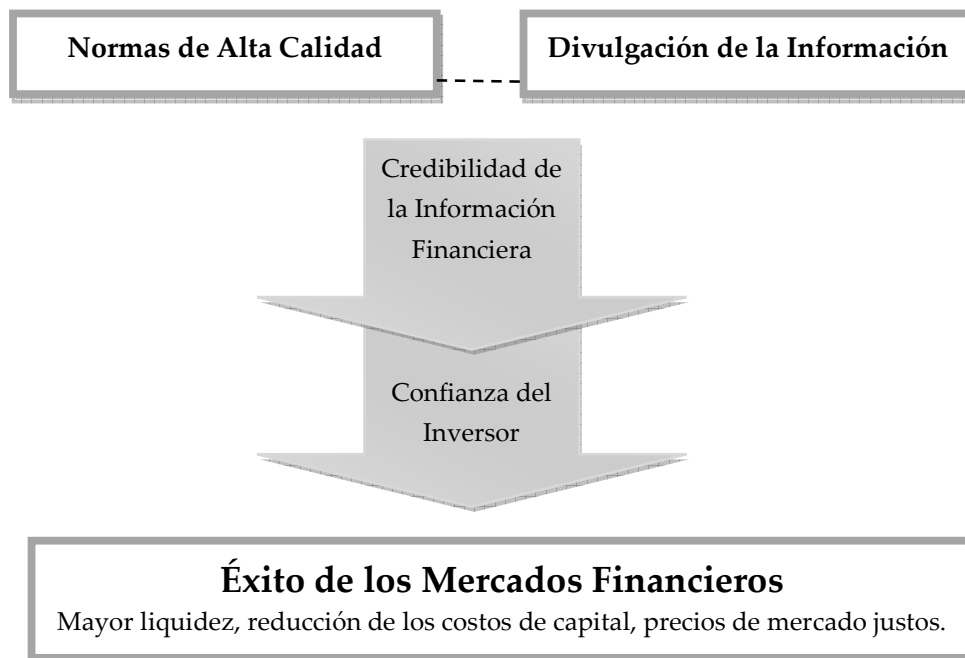 Normas de Alta Calidad
Divulgación de la Información
Credibilidad de
la Información
Financiera
Confianza del
Inversor
Éxito de los Mercados Financieros
Mayor liquidez, reducción de los costos de capital, precios de mercado justos.